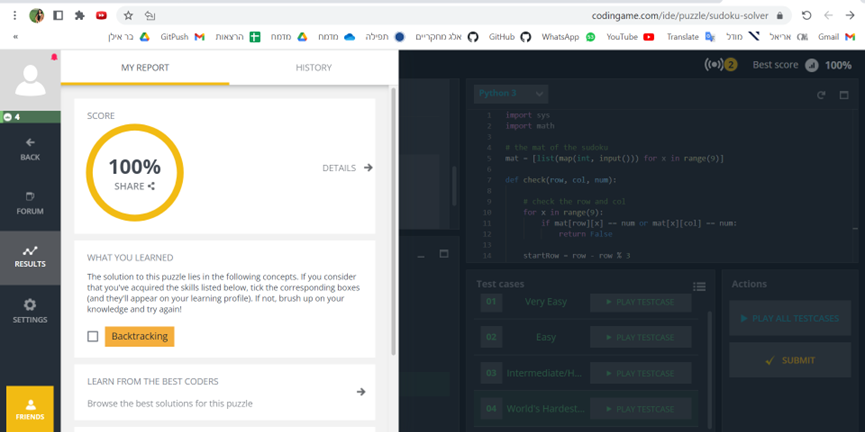 codingame.com/ide/puzzle/sudoku-solver
«
בר אילן
GitPush
הרצאות
מדמח
מדמח
תפילה
אלג מחקריים
GitHub
WhatsApp
YouTube
Translate
מודל
אריאל
Gmail
4
BACK
FORUM
RESULTS
SETTINGS
FRIENDS
MY REPORT
HISTORY
SCORE
100%
SHARE
DETAILS
WHAT YOU LEARNED
The solution to this puzzle lies in the following concepts. If you consider
that you've acquired the skills listed below, tick the corresponding boxes
(and they'll appear on your learning profile). If not, brush up on your
knowledge and try again!
Backtracking
LEARN FROM THE BEST CODERS
Browse the best solutions for this puzzle
2
Best score
100%
Python 3
1 import sys
2 import math
3
4 # the mat of the sudoku
5 mat = [list(map(int, input())) for x in range(9)]
6
7 def check(row, col, num):
8
9 # check the row and col
10 for x in range(9):
11 if mat[row][x] == num or mat[x][col] == num:
12 return False
13
14 startRow = row - row % 3
Test cases
01 Very Easy PLAY TESTCASE
02 Easy PLAY TESTCASE
03 Intermediate/H... PLAY TESTCASE
04 World's Hardest... PLAY TESTCASE
Actions
PLAY ALL TESTCASES
SUBMIT